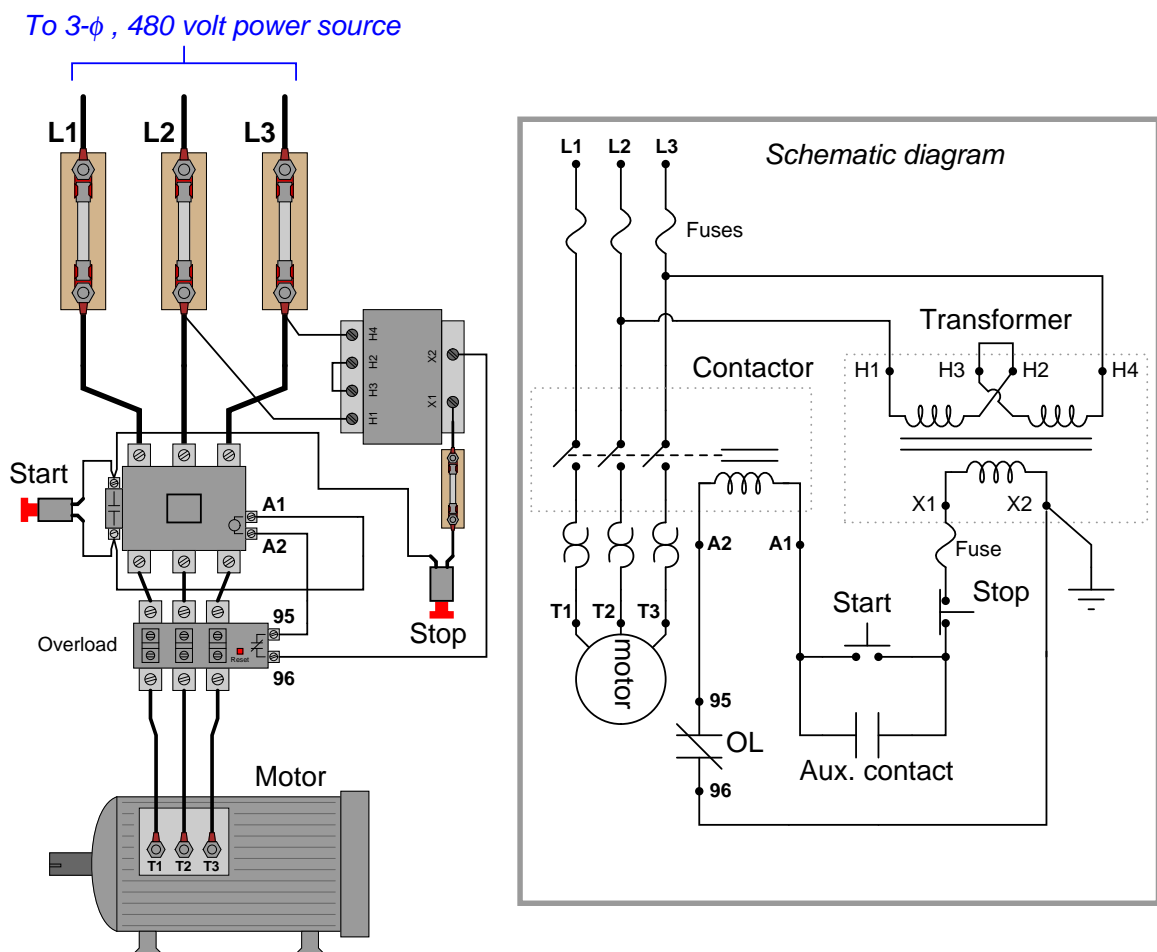 To 3-ϕ , 480 volt power source
L1 L2 L3
H4
H2
H3
H1
X2
X1
Start
A1
A2
Stop
95
Overload
Reset
96
Motor
T1 T2 T3
Schematic diagram
L1 L2 L3
Fuses
Transformer
Contactor
H1 H3 H2 H4
X1 X2
A2 A1
Fuse
Start
Stop
T1 T2 T3
motor
95
OL
Aux. contact
96